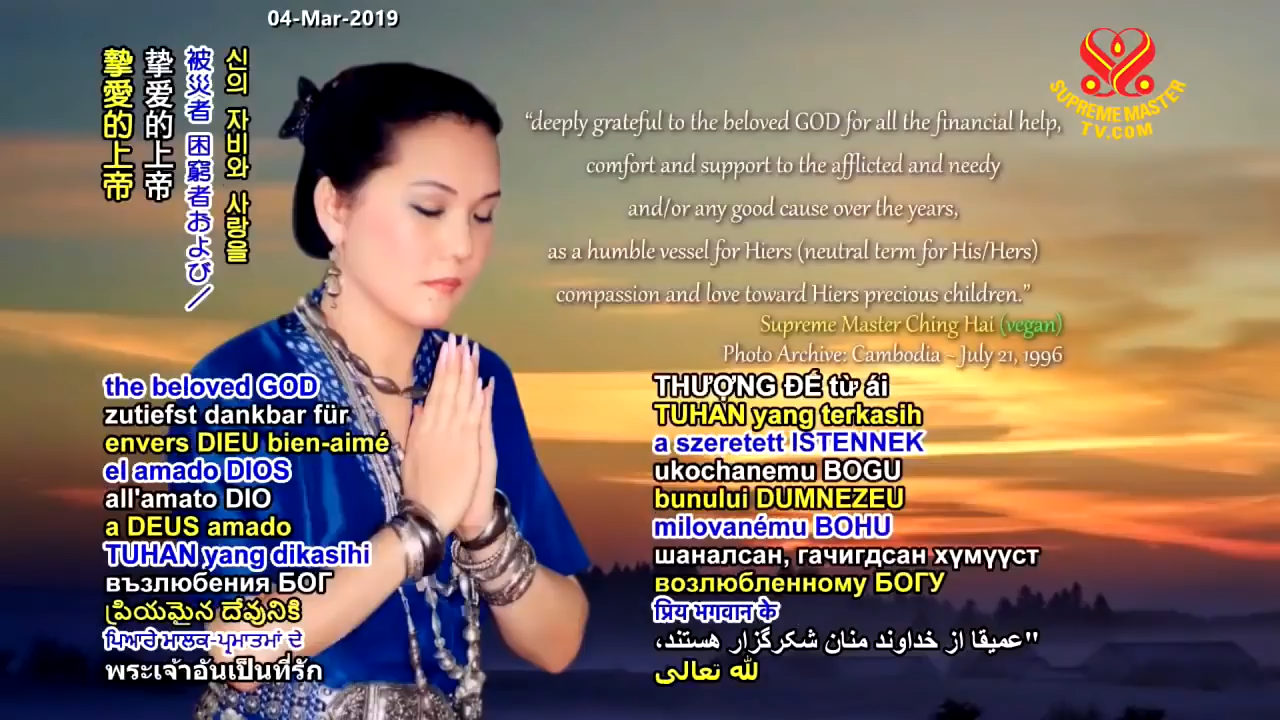 04-Mar-2019
SUPREME MASTER
TV.COM
신의 자비와 사랑을
被災者 困窮者および／
挚爱的上帝
摯愛的上帝
“deeply grateful to the beloved GOD for all the financial help,
comfort and support to the afflicted and needy
and/or any good cause over the years,
as a humble vessel for Hiers (neutral term for His/Hers)
compassion and love toward Hiers precious children.”
Supreme Master Ching Hai (vegan)
Photo Archive: Cambodia ~ July 21, 1996
the beloved GOD
zutiefst dankbar für
envers DIEU bien-aimé
el amado DIOS
all'amato DIO
a DEUS amado
TUHAN yang dikasihi
възлюбения БОГ
ప్రియమైన దేవునికి
ਪਿਆਰੇ ਮਾਲਕ-ਪ੍ਰਮਾਤਮਾਂ ਦੇ
พระเจ้าอันเป็นที่รัก
THƯỢNG ĐẾ từ ái
TUHAN yang terkasih
a szeretett ISTENNEK
ukochanemu BOGU
bunului DUMNEZEU
milovanému BOHU
шаналсан, гачигдсан хүмүүст
возлюбленному БОГУ
प्रिय भगवान के
"عمیقا از خداوند منان شکرگزار هستند،
لله تعالى